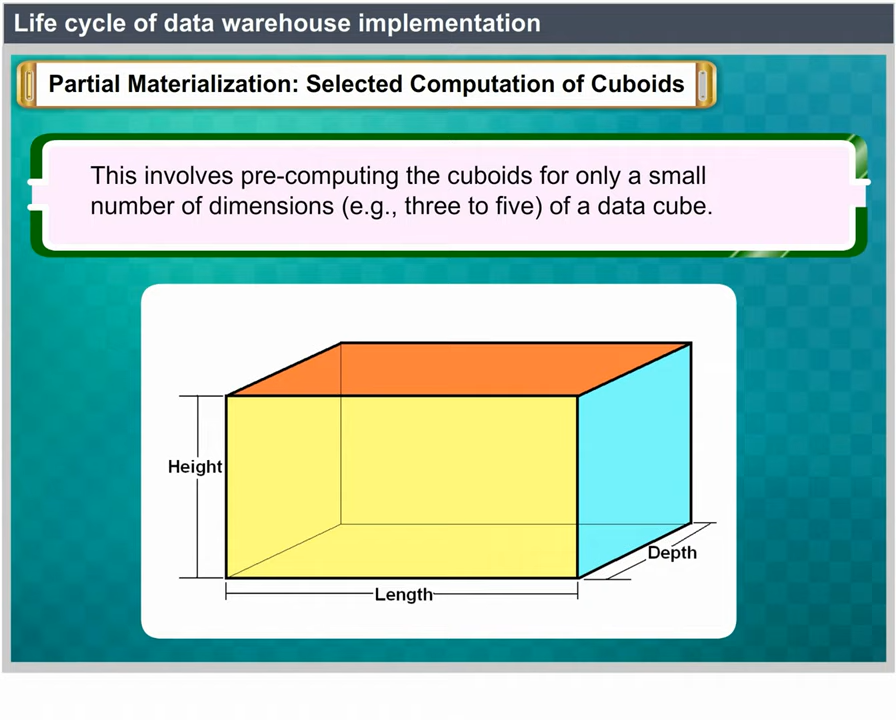 Life cycle of data warehouse implementation
Partial Materialization: Selected Computation of Cuboids
This involves pre-computing the cuboids for only a small
number of dimensions (e.g., three to five) of a data cube.
Height
Depth
Length